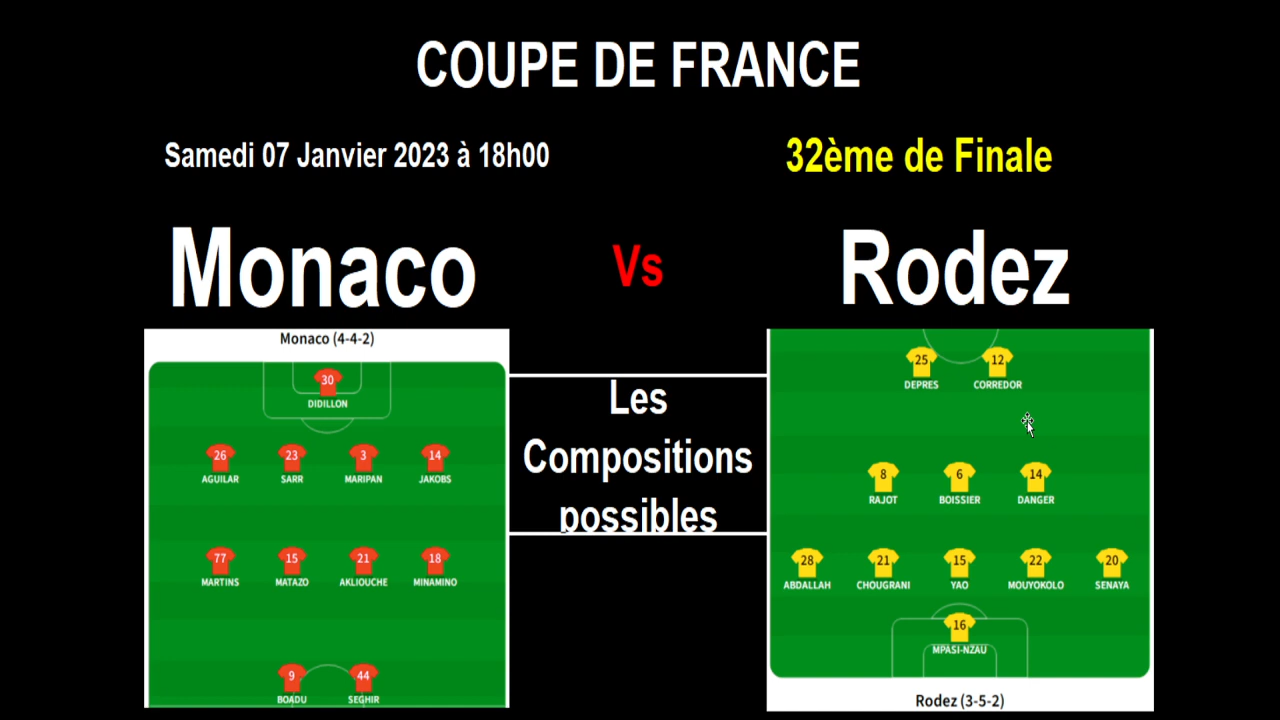 COUPE DE FRANCE
Samedi 07 Janvier 2023 à 18h00
32ème de Finale
Monaco
Vs
Rodez
Monaco (4-4-2)
30
DIDILLON
26 23 3 14
AGUILAR SARR MARIPAN JAKOBS
77 15 21 18
MARTINS MATAZO AKLIOUCHE MINAMINO
9 44
BOADU SEGHIR
Les
Compositions
possibles
25 12
DEPRES CORREDOR
8 6 14
RAJOT BOISSIER DANGER
28 21 15 22 20
ABDALLAH CHOUGRANI YAO MOUYOKOLO SENAYA
16
MPASI-NZAU
Rodez (3-5-2)